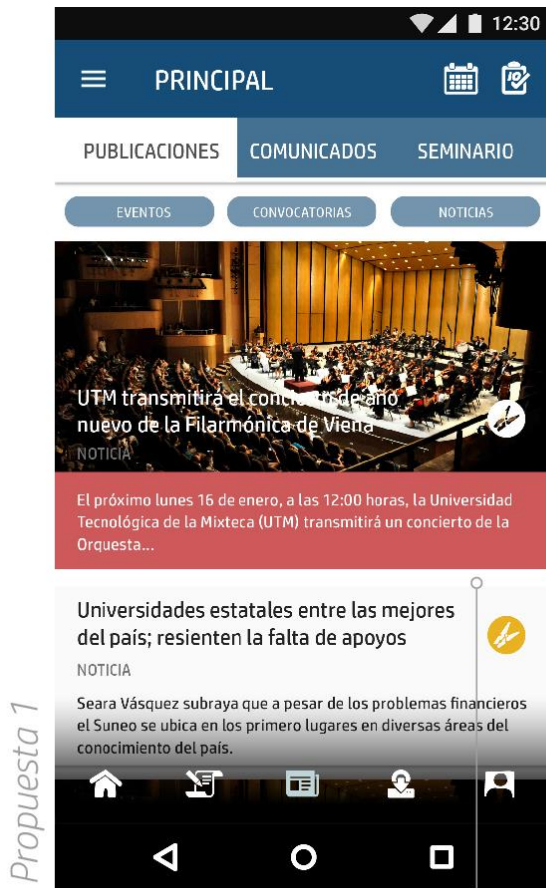 12:30
PRINCIPAL
PUBLICACIONES COMUNICADOS SEMINARIO
EVENTOS CONVOCATORIAS NOTICIAS
UTM transmitirá el concierto de año
nuevo de la Filarmónica de Viena
NOTICIA
El próximo lunes 16 de enero, a las 12:00 horas, la Universidad
Tecnológica de la Mixteca (UTM) transmitirá un concierto de la
Orquesta...
Universidades estatales entre las mejores
del país; resienten la falta de apoyos
NOTICIA
Seara Vásquez subraya que a pesar de los problemas financieros
el Suneo se ubica en los primero lugares en diversas áreas del
conocimiento del país.
Propuesta 1